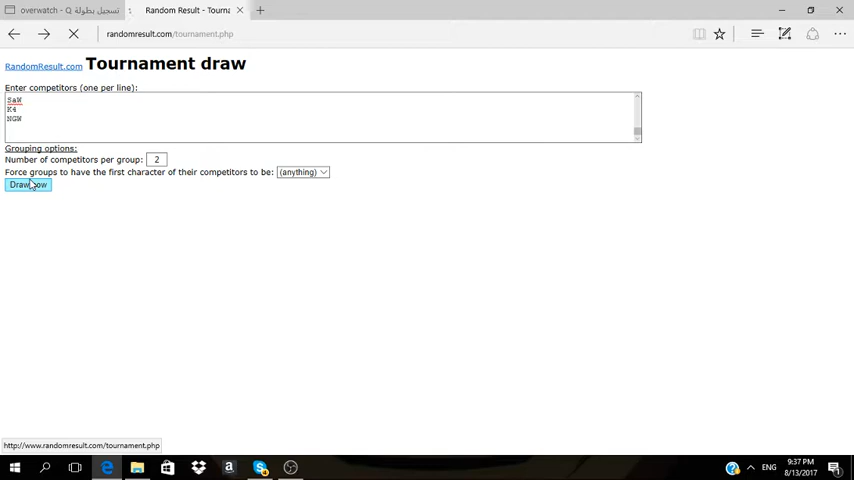 overwatch - Q تسجيل بطولة
Random Result - Tourna
randomresult.com/tournament.php
RandomResult.com Tournament draw
Enter competitors (one per line):
SaW
K4
NGW
Grouping options:
Number of competitors per group: 2
Force groups to have the first character of their competitors to be: (anything)
Draw now
http://www.randomresult.com/tournament.php
ENG
9:37 PM
8/13/2017